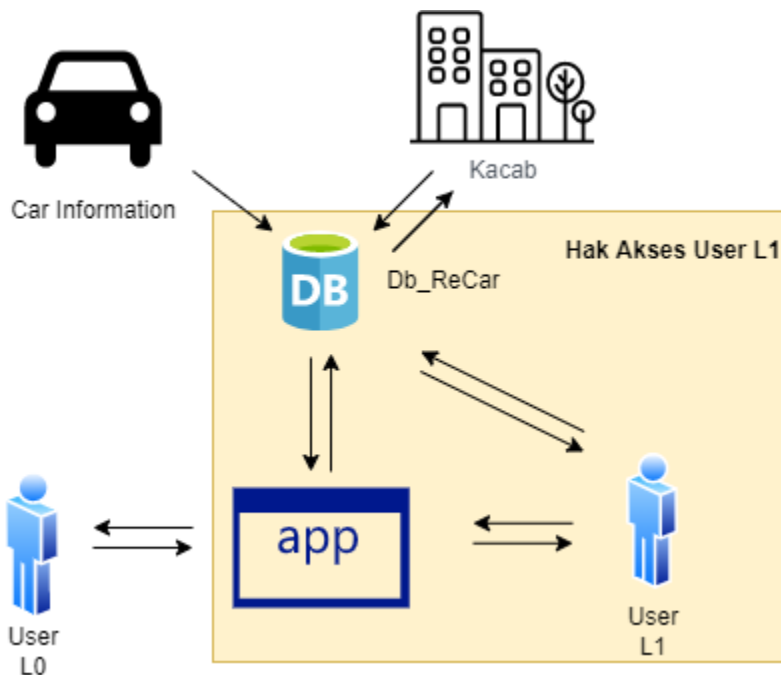 Kacab
Car Information
Hak Akses User L1
DB
Db_ReCar
app
User
L0
User
L1